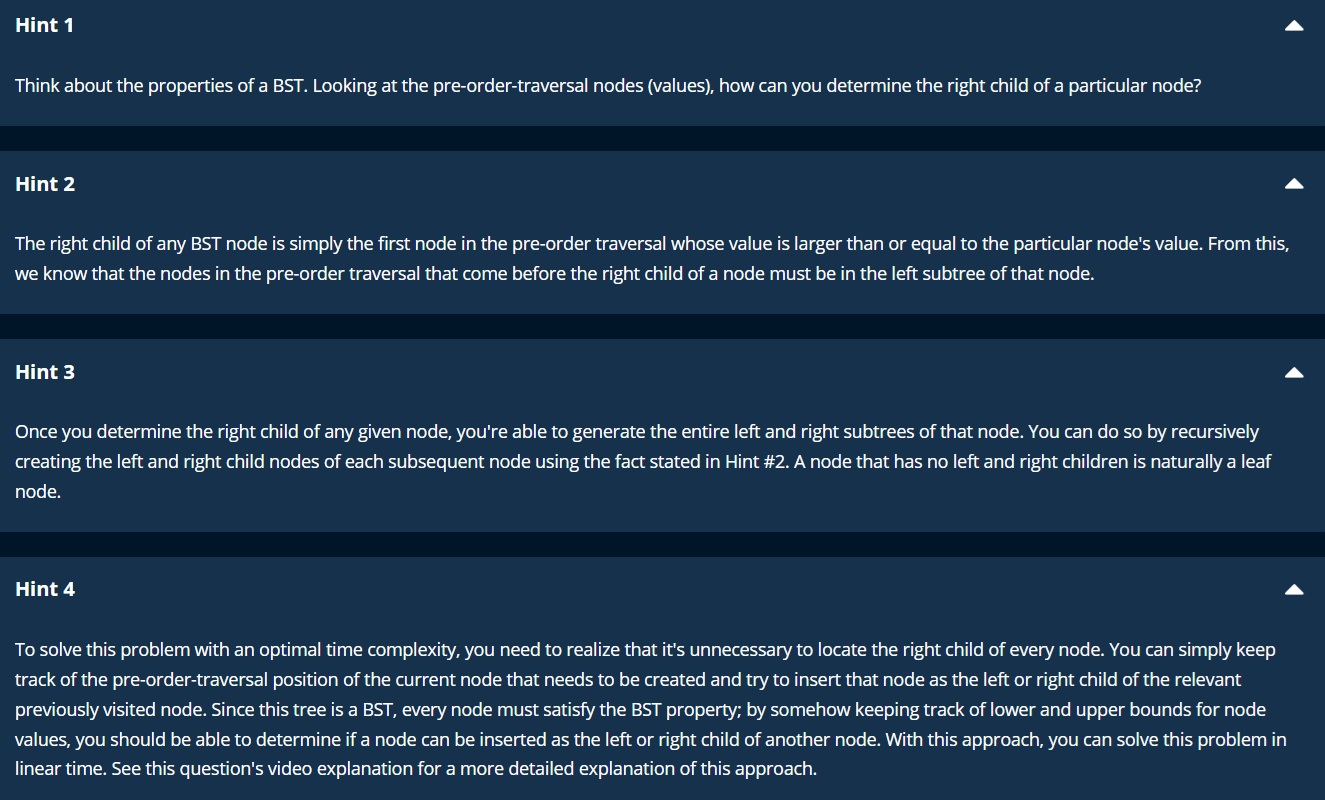 Hint 1
Think about the properties of a BST. Looking at the pre-order-traversal nodes (values), how can you determine the right child of a particular node?
Hint 2
The right child of any BST node is simply the first node in the pre-order traversal whose value is larger than or equal to the particular node's value. From this,
we know that the nodes in the pre-order traversal that come before the right child of a node must be in the left subtree of that node.
Hint 3
Once you determine the right child of any given node, you're able to generate the entire left and right subtrees of that node. You can do so by recursively
creating the left and right child nodes of each subsequent node using the fact stated in Hint #2. A node that has no left and right children is naturally a leaf
node.
Hint 4
To solve this problem with an optimal time complexity, you need to realize that it's unnecessary to locate the right child of every node. You can simply keep
track of the pre-order-traversal position of the current node that needs to be created and try to insert that node as the left or right child of the relevant
previously visited node. Since this tree is a BST, every node must satisfy the BST property; by somehow keeping track of lower and upper bounds for node
values, you should be able to determine if a node can be inserted as the left or right child of another node. With this approach, you can solve this problem in
linear time. See this question's video explanation for a more detailed explanation of this approach.